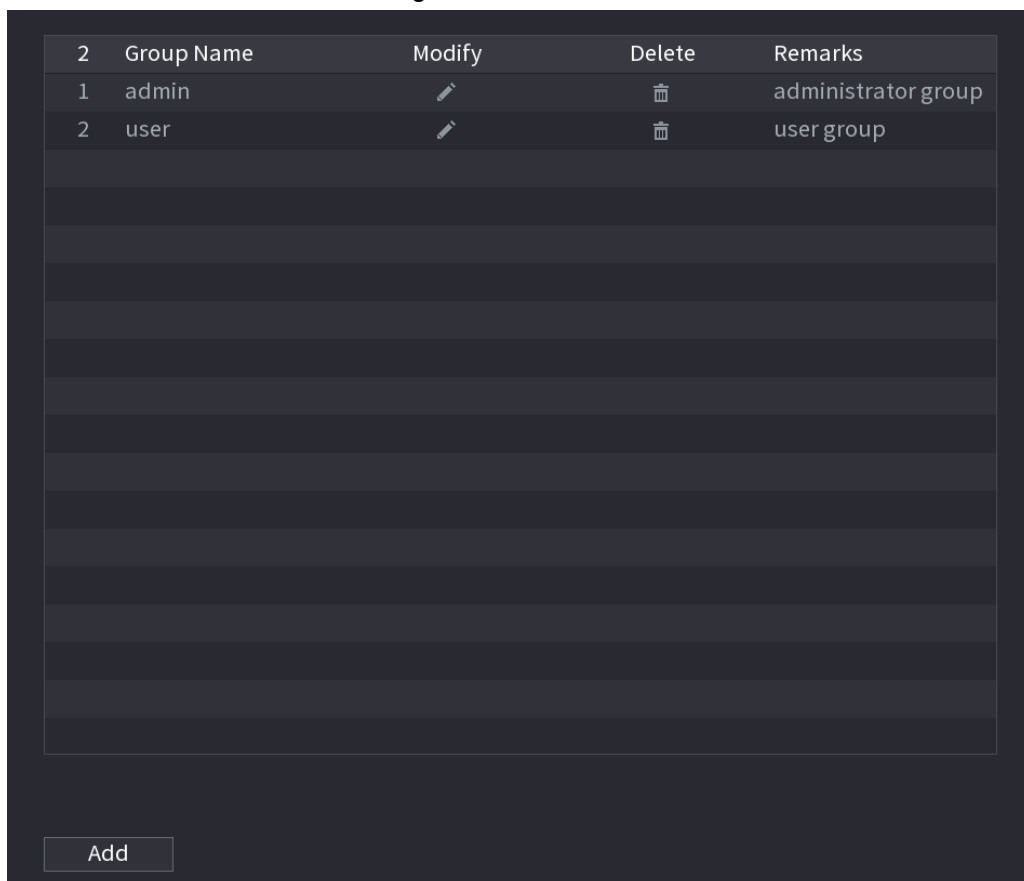 2 Group Name Modify Delete Remarks
1 admin administrator group
2 user user group
Add